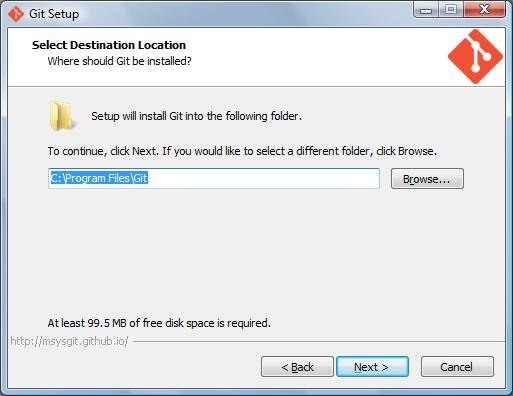 Git Setup
Select Destination Location
Where should Git be installed?
Setup will install Git into the following folder.
To continue, click Next. If you would like to select a different folder, click Browse.
C:\Program Files\Git
Browse...
At least 99.5 MB of free disk space is required.
http://msysgit.github.io/
< Back
Next >
Cancel